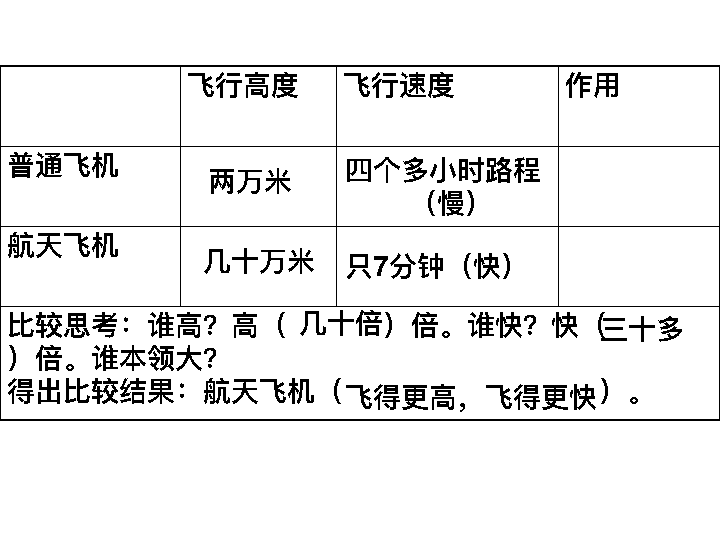 飞行高度 飞行速度 作用
普通飞机 两万米 四个多小时路程
（慢）
航天飞机 几十万米 只7分钟（快）
比较思考：谁高？高（ 几十倍）倍。谁快？快（三十多
）倍。谁本领大？
得出比较结果：航天飞机（飞得更高，飞得更快）。